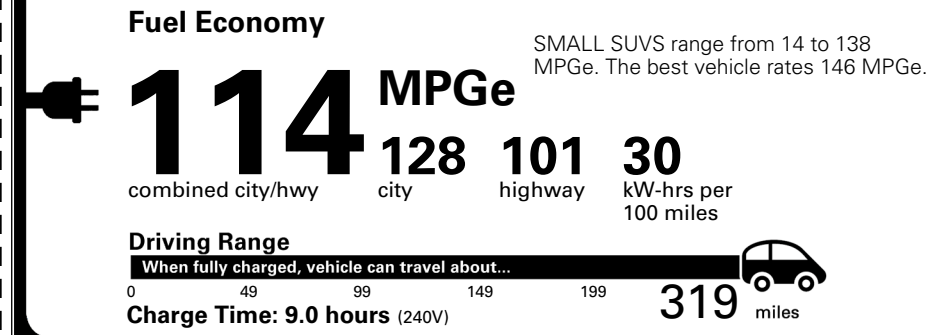 Fuel Economy
SMALL SUVS range from 14 to 138
MPGe. The best vehicle rates 146 MPGe.
114 MPGe
combined city/hwy
128
city
101
highway
30
kW-hrs per
100 miles
Driving Range
When fully charged, vehicle can travel about...
0 49 99 149 199 319 miles
Charge Time: 9.0 hours (240V)